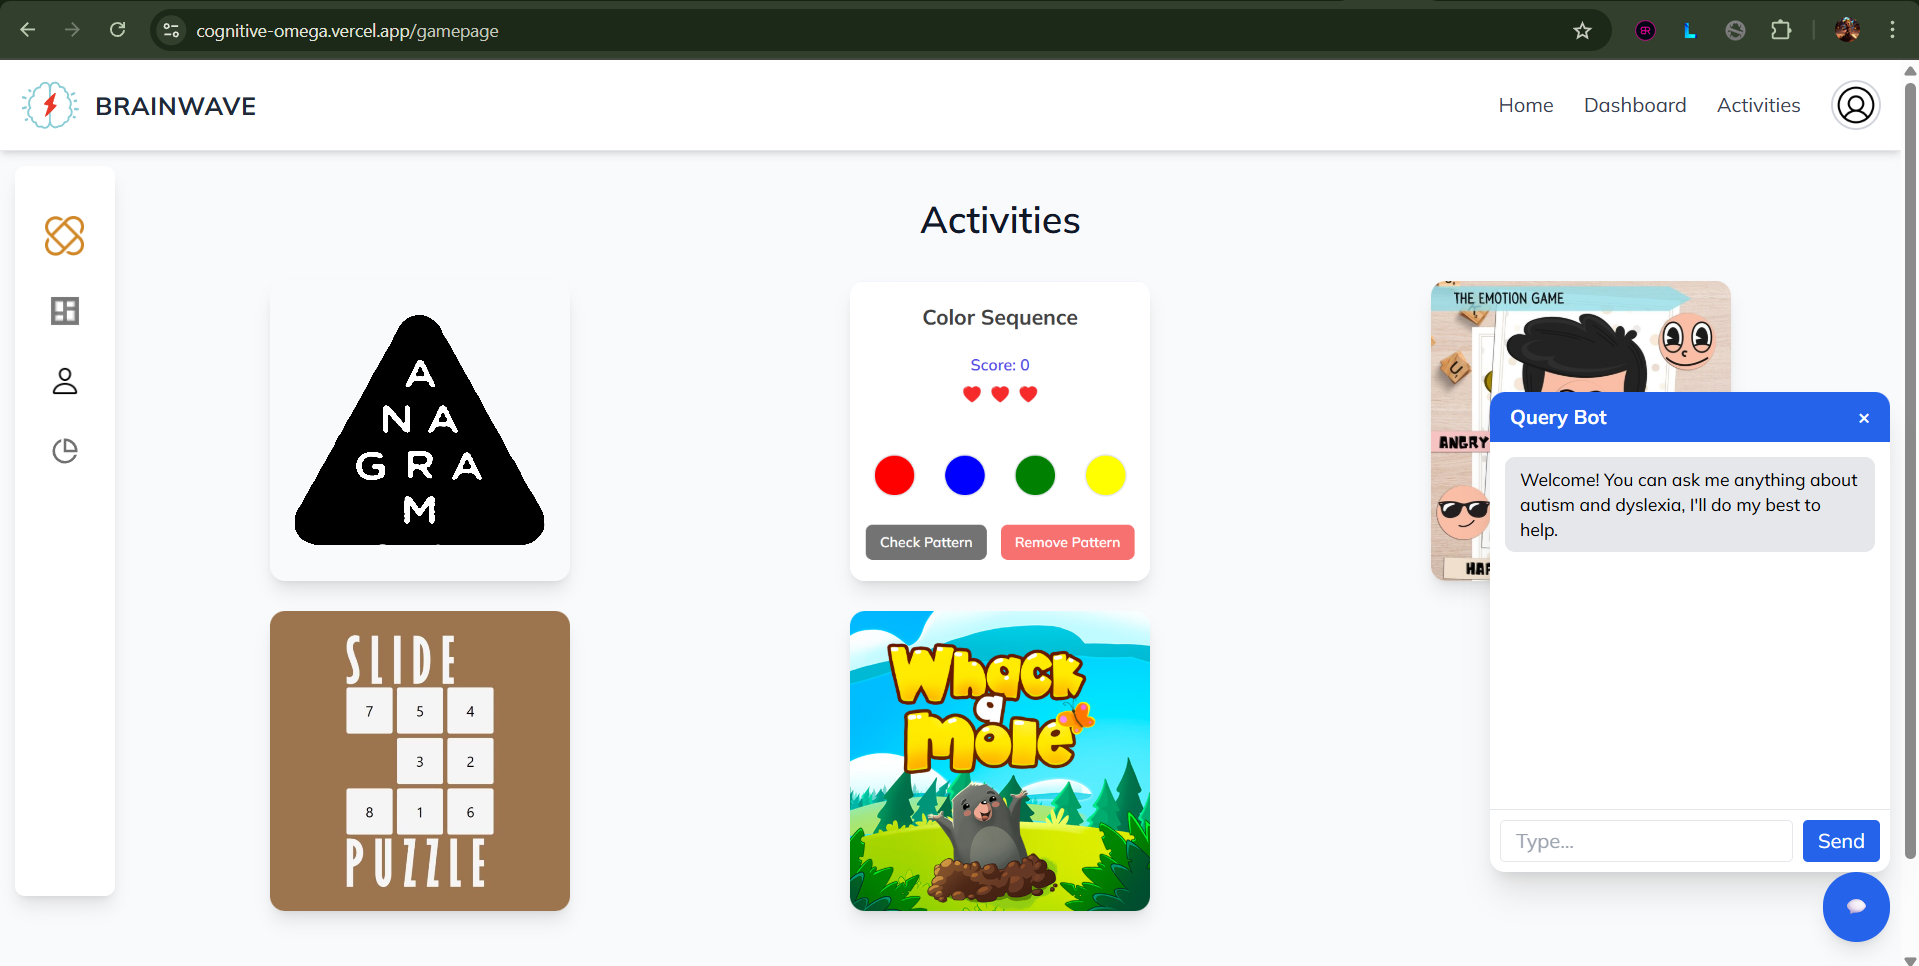 cognitive-omega.vercel.app/gamepage
BRAINWAVE
Home
Dashboard
Activities
Activities
A
N A
G R A
M
Color Sequence
Score: 0
Check Pattern
Remove Pattern
THE EMOTION GAME
ANGRY
HAP
Query Bot
×
Welcome! You can ask me anything about
autism and dyslexia, I'll do my best to
help.
Type...
Send
SLIDE
7 5 4
3 2
8 1 6
PUZZLE
Whack
a
Mole